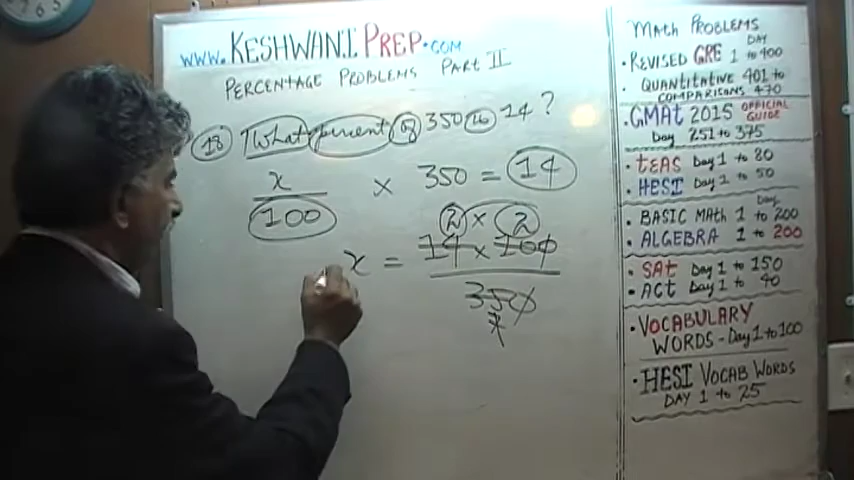 www.KESHWANI PREP.COM
PERCENTAGE PROBLEMS PART II
18 What percent of 350 is 14?
x
100
× 350 = 14
2 × 2
x = 14 × 100
350
MATH PROBLEMS
DAY
• REVISED GRE 1 to 400
• QUANTITATIVE 401 to
COMPARISONS 470
GMAT 2015 OFFICIAL
GUIDE
Day 251 to 375
• TEAS Day 1 to 80
• HESI Day 1 to 50
Day
• BASIC MATH 1 to 200
• ALGEBRA 1 to 200
• SAT Day 1 to 150
• ACT Day 1 to 40
• VOCABULARY
WORDS - Day 1 to 100
• HESI VOCAB WORDS
DAY 1 to 25